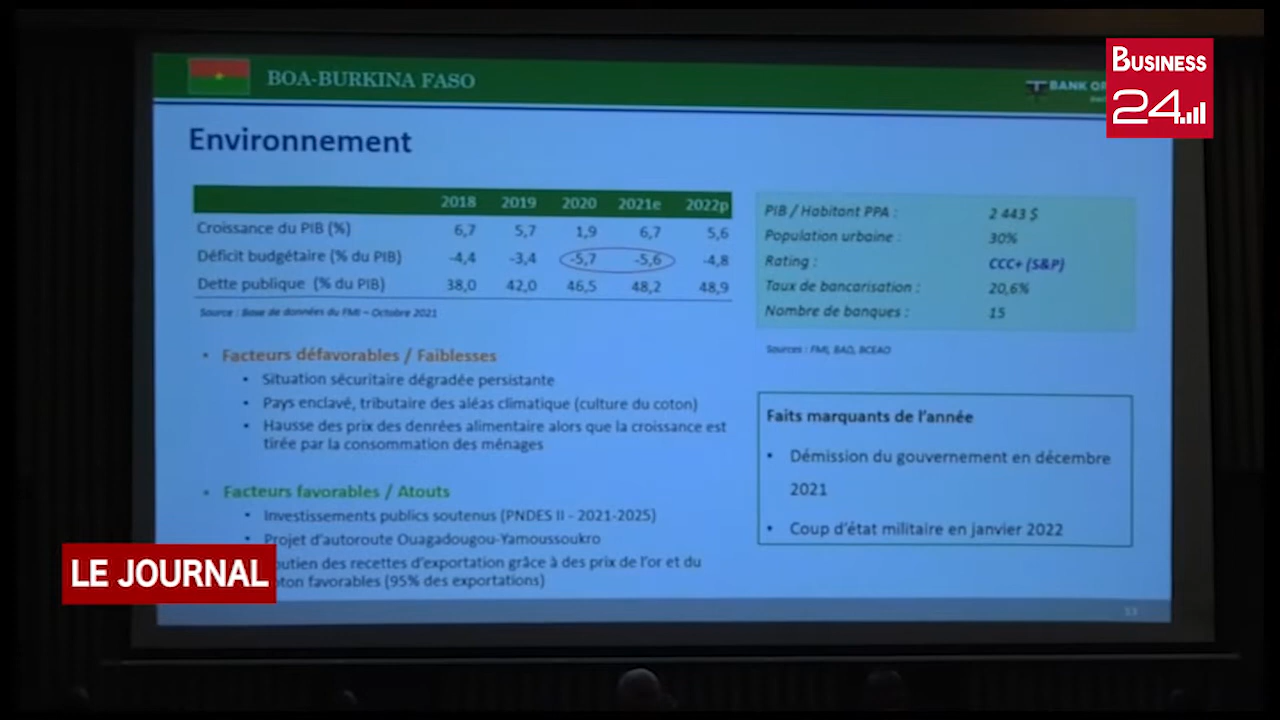 BOA-BURKINA FASO
BANK OF
BUSINESS
24
Environnement
2018 2019 2020 2021e 2022p
Croissance du PIB (%) 6,7 5,7 1,9 6,7 5,6
Déficit budgétaire (% du PIB) -4,4 -3,4 -5,7 -5,6 -4,8
Dette publique (% du PIB) 38,0 42,0 46,5 48,2 48,9
Source : Base de données du FMI – Octobre 2021
PIB / Habitant PPA : 2 443 $
Population urbaine : 30%
Rating : CCC+ (S&P)
Taux de bancarisation : 20,6%
Nombre de banques : 15
Sources : FMI, BAD, BCEAO
• Facteurs défavorables / Faiblesses
• Situation sécuritaire dégradée persistante
• Pays enclavé, tributaire des aléas climatique (culture du coton)
• Hausse des prix des denrées alimentaire alors que la croissance est
tirée par la consommation des ménages
• Facteurs favorables / Atouts
• Investissements publics soutenus (PNDES II - 2021-2025)
• Projet d'autoroute Ouagadougou-Yamoussoukro
outien des recettes d'exportation grâce à des prix de l'or et du
oton favorables (95% des exportations)
Faits marquants de l'année
• Démission du gouvernement en décembre
2021
• Coup d'état militaire en janvier 2022
LE JOURNAL
13